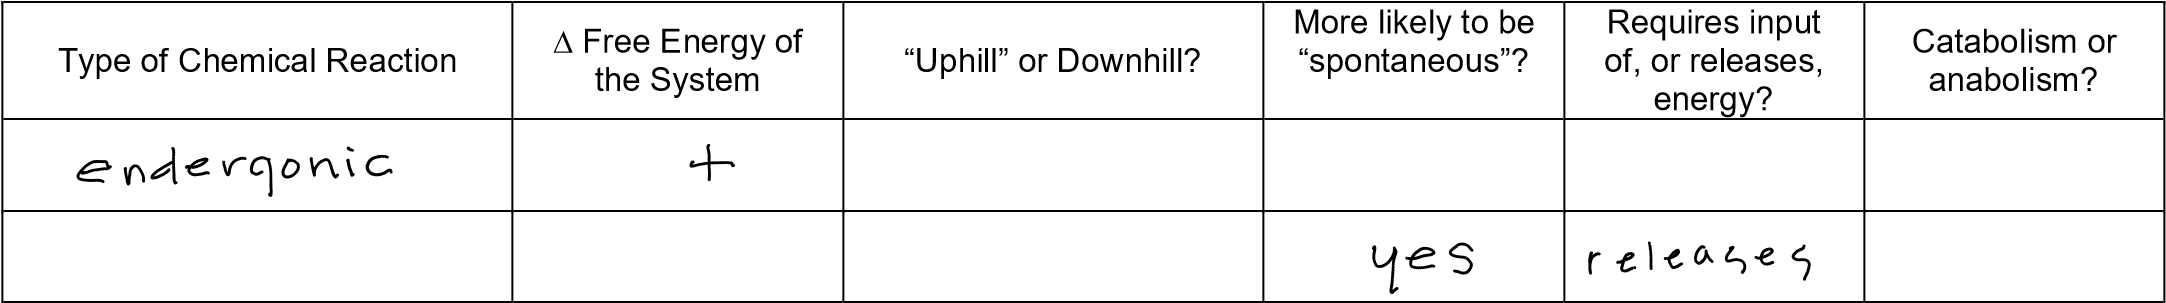 Type of Chemical Reaction
Δ Free Energy of
the System
“Uphill” or Downhill?
More likely to be
“spontaneous”?
Requires input
of, or releases,
energy?
Catabolism or
anabolism?
endergonic
+
yes
releases